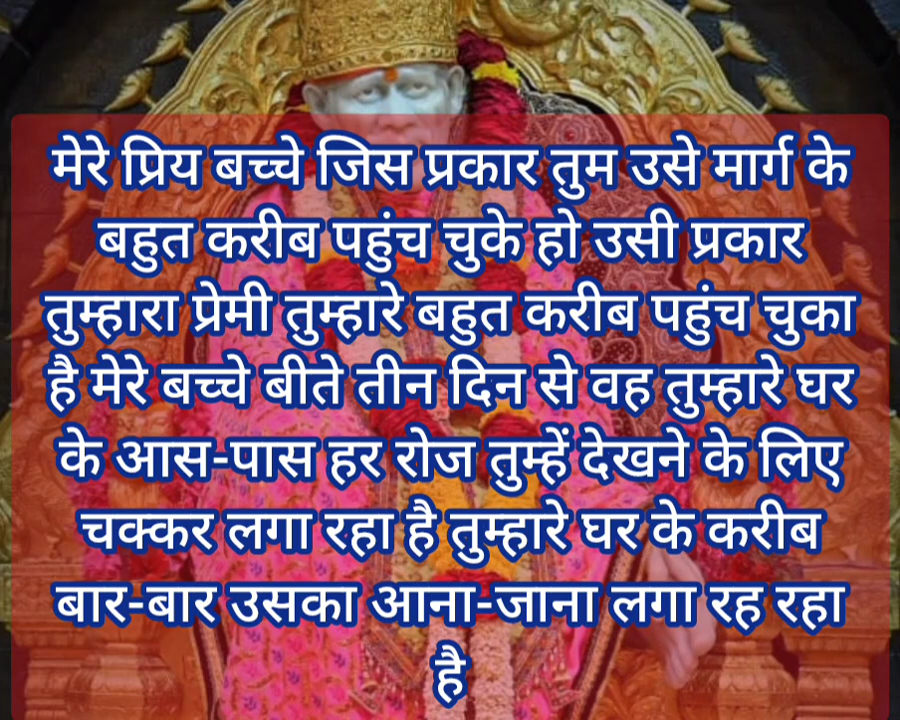 मेरे प्रिय बच्चे जिस प्रकार तुम उसे मार्ग के
बहुत करीब पहुंच चुके हो उसी प्रकार
तुम्हारा प्रेमी तुम्हारे बहुत करीब पहुंच चुका
है मेरे बच्चे बीते तीन दिन से वह तुम्हारे घर
के आस-पास हर रोज तुम्हें देखने के लिए
चक्कर लगा रहा है तुम्हारे घर के करीब
बार-बार उसका आना-जाना लगा रह रहा
है